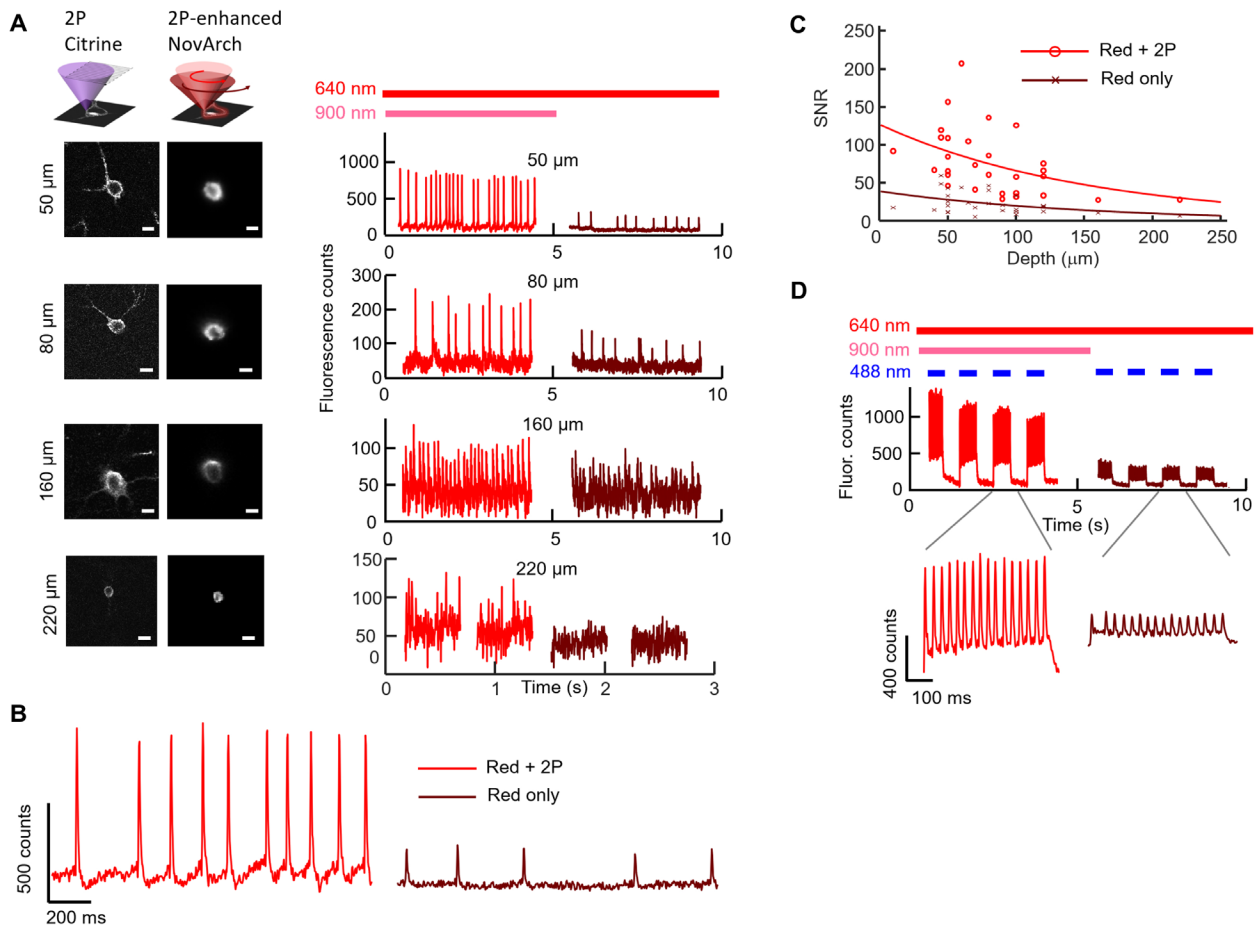 A
2P
Citrine
2P-enhanced
NovArch
640 nm
900 nm
50 µm
80 µm
160 µm
220 µm
Fluorescence counts
50 µm
1000
750
500
250
0
0
5
10
80 µm
300
200
100
0
0
5
10
160 µm
100
50
0
0
5
10
220 µm
150
100
50
0
0
1
2
3
Time (s)
B
500 counts
200 ms
Red + 2P
Red only
C
SNR
250
200
150
100
50
0
0
50
100
150
200
250
Depth (μm)
Red + 2P
Red only
D
640 nm
900 nm
488 nm
Fluor. counts
1000
500
0
0
5
10
Time (s)
400 counts
100 ms